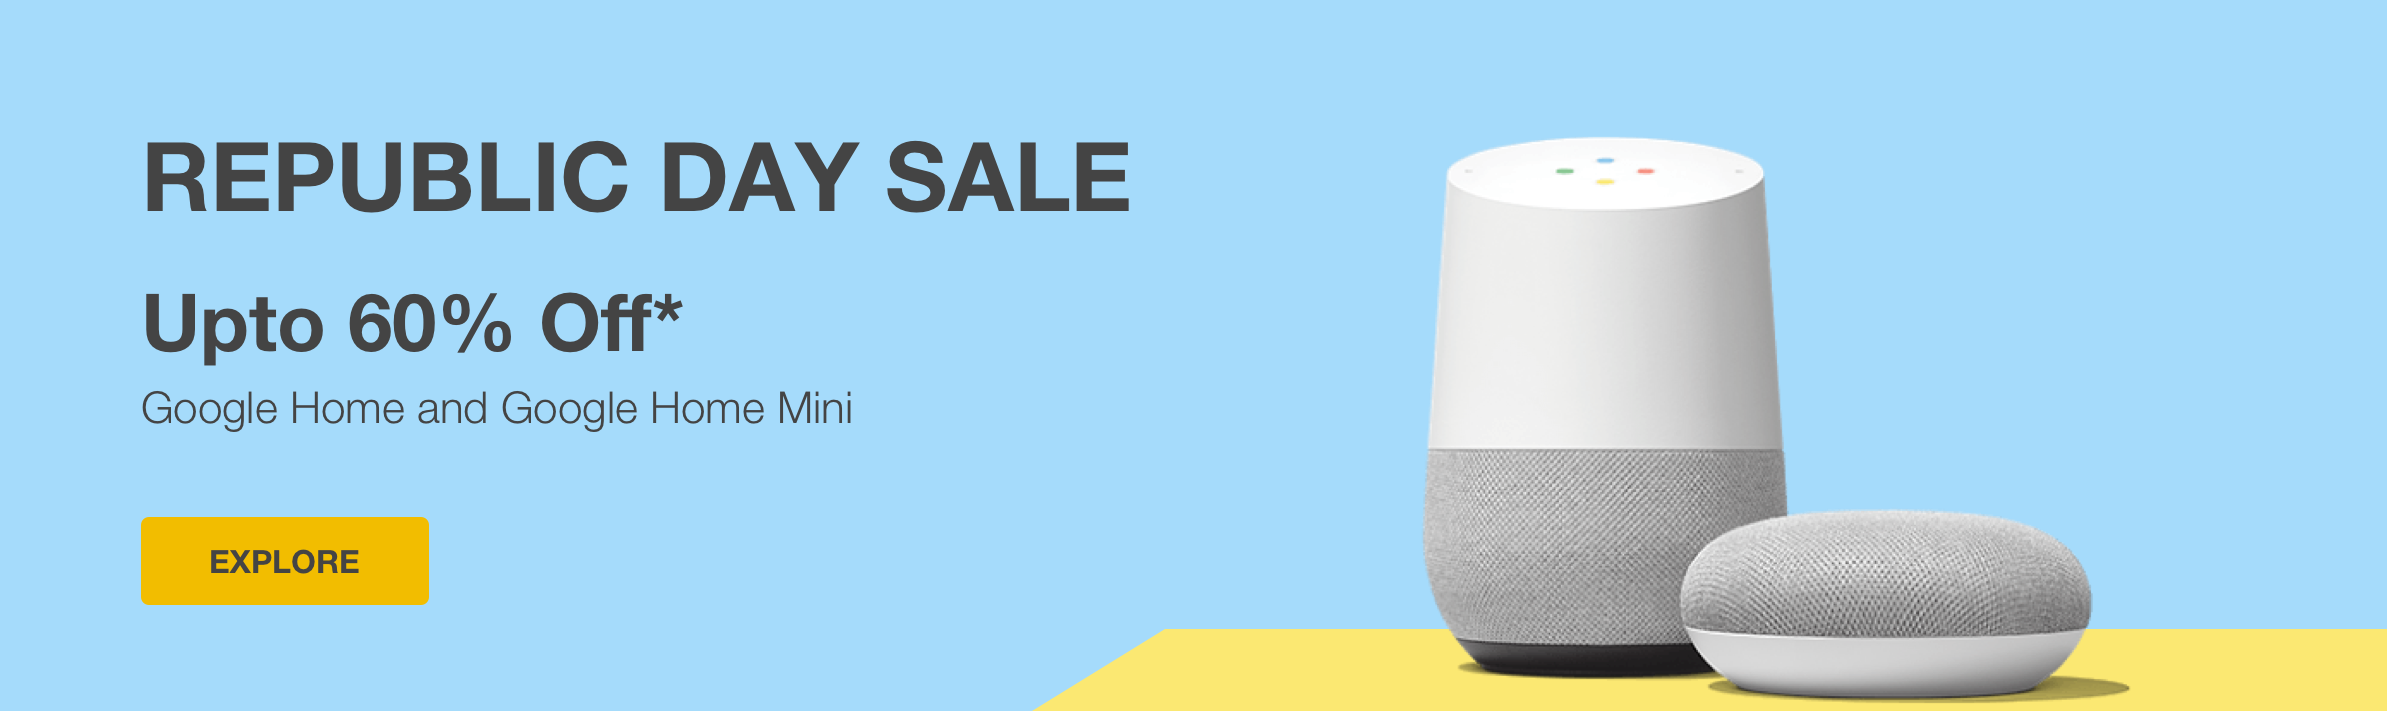 REPUBLIC DAY SALE
Upto 60% Off*
Google Home and Google Home Mini
EXPLORE